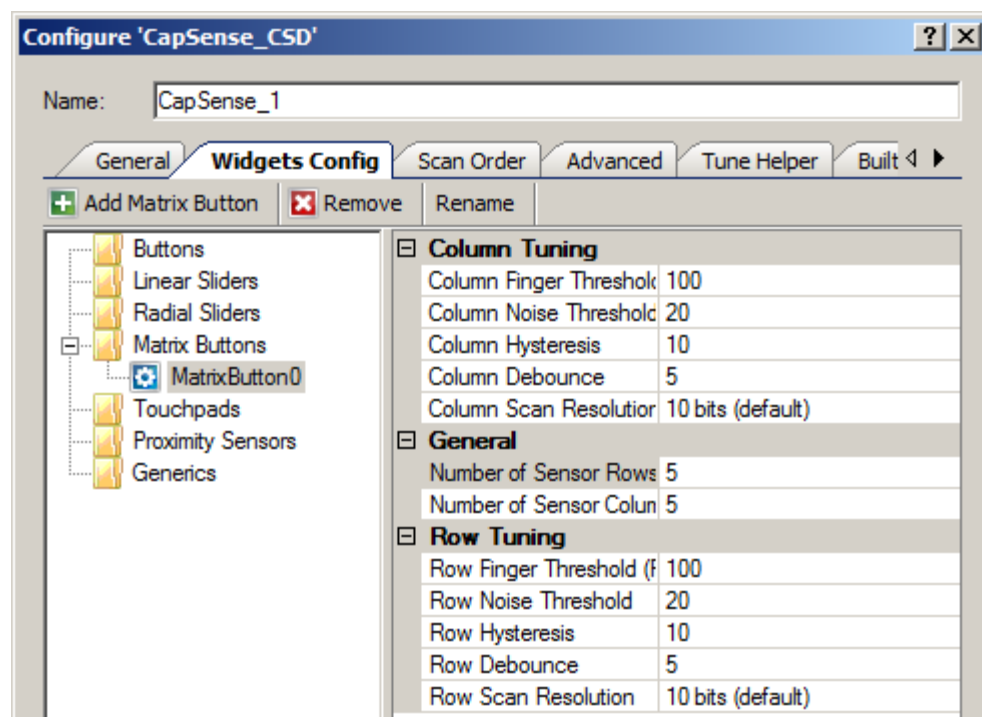 Configure 'CapSense_CSD'
Name: CapSense_1
General Widgets Config Scan Order Advanced Tune Helper Built
Add Matrix Button Remove Rename
Buttons
Linear Sliders
Radial Sliders
Matrix Buttons
MatrixButton0
Touchpads
Proximity Sensors
Generics
Column Tuning
Column Finger Threshold 100
Column Noise Threshold 20
Column Hysteresis 10
Column Debounce 5
Column Scan Resolution 10 bits (default)
General
Number of Sensor Rows 5
Number of Sensor Colun 5
Row Tuning
Row Finger Threshold (F 100
Row Noise Threshold 20
Row Hysteresis 10
Row Debounce 5
Row Scan Resolution 10 bits (default)